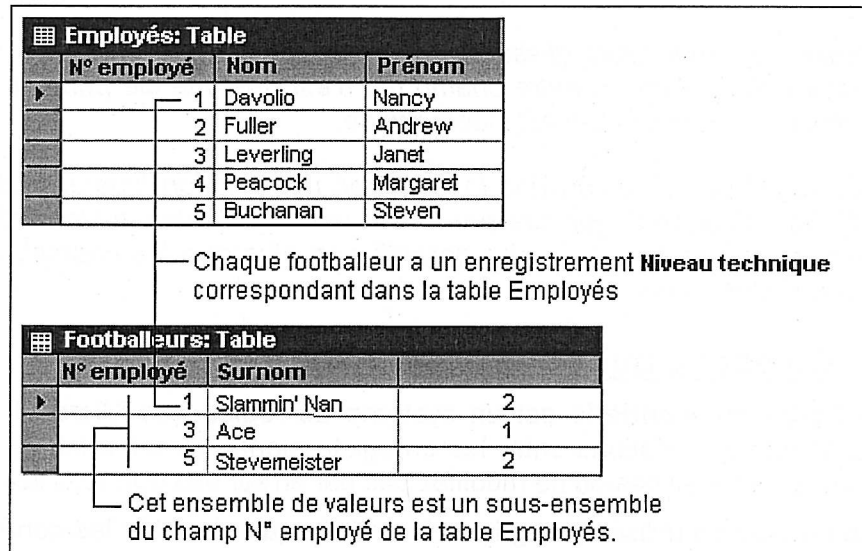 Employés: Table
N° employé Nom Prénom
1 Davolio Nancy
2 Fuller Andrew
3 Leverling Janet
4 Peacock Margaret
5 Buchanan Steven
Chaque footballeur a un enregistrement Niveau technique
correspondant dans la table Employés
Footballeurs: Table
N° employé Surnom
1 Slammin' Nan 2
3 Ace 1
5 Stevemeister 2
Cet ensemble de valeurs est un sous-ensemble
du champ N° employé de la table Employés.